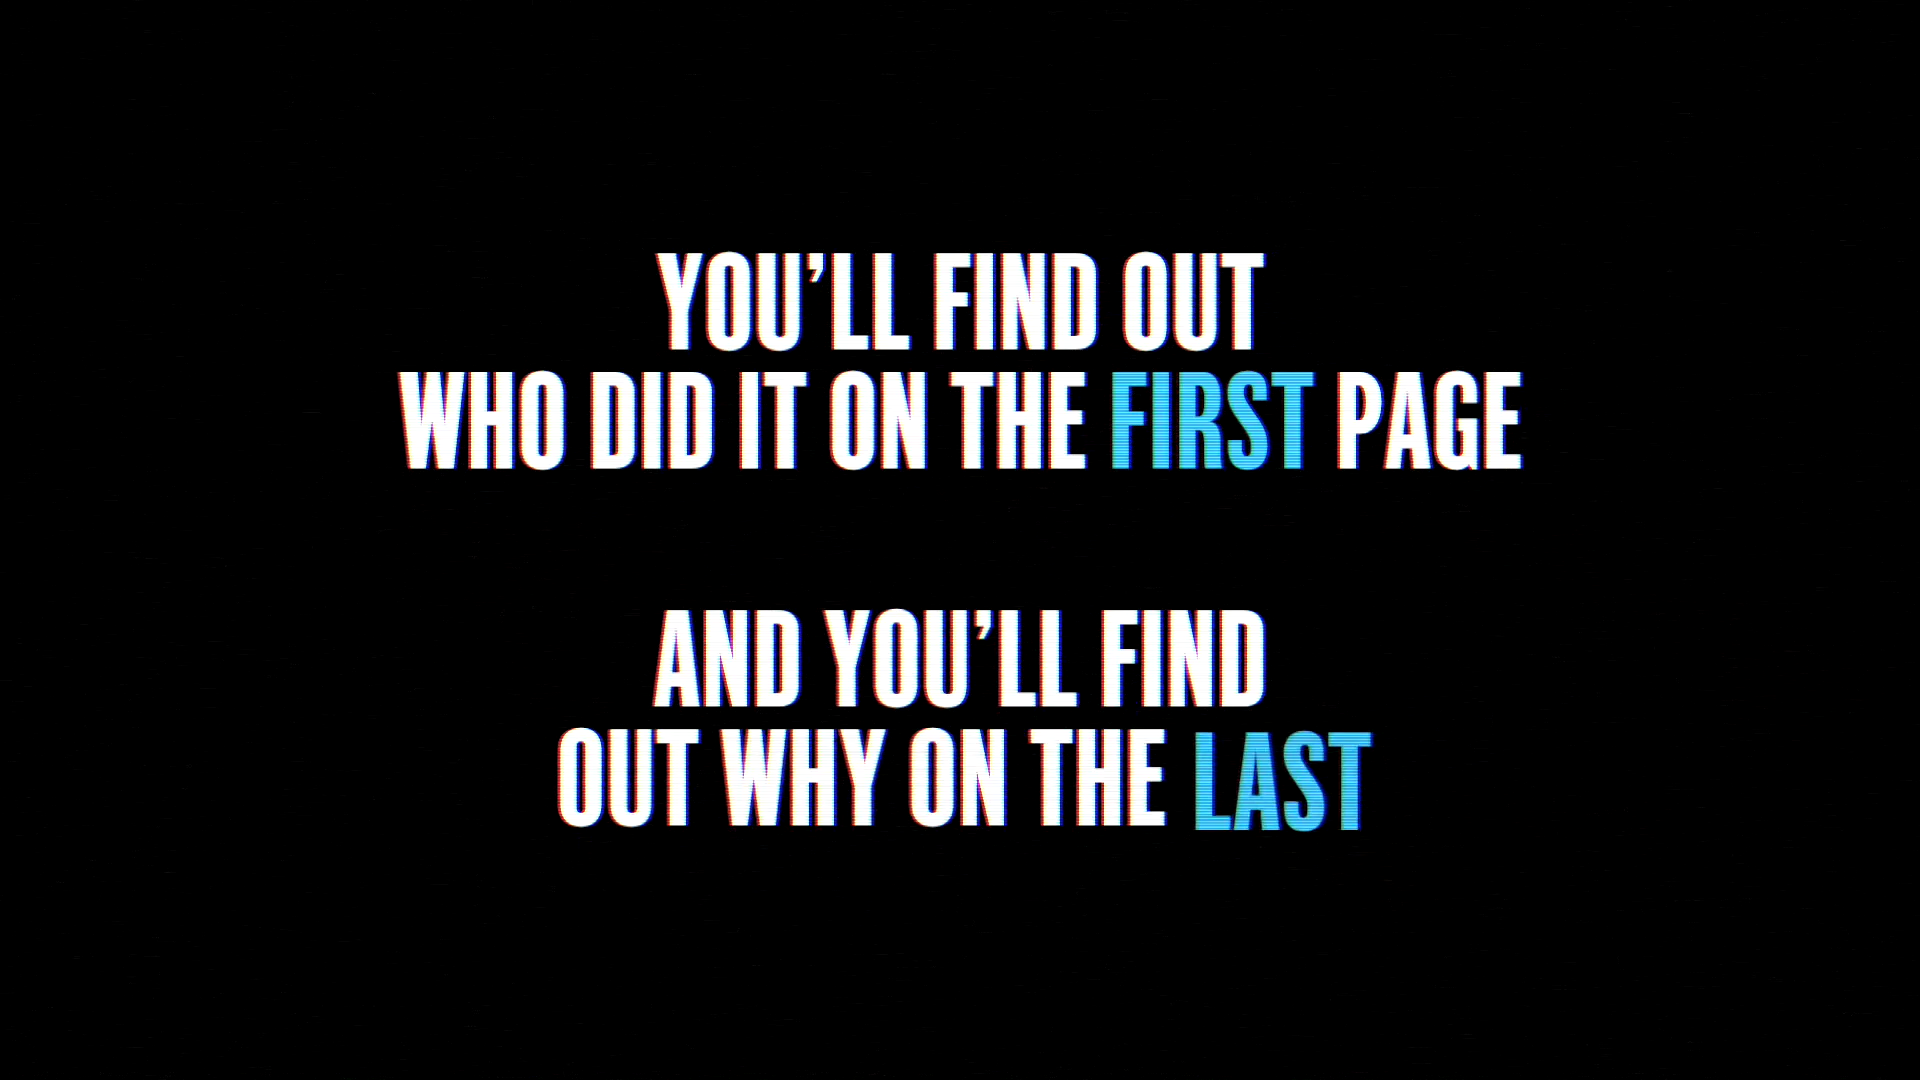 YOU’LL FIND OUT
WHO DID IT ON THE FIRST PAGE
AND YOU’LL FIND
OUT WHY ON THE LAST